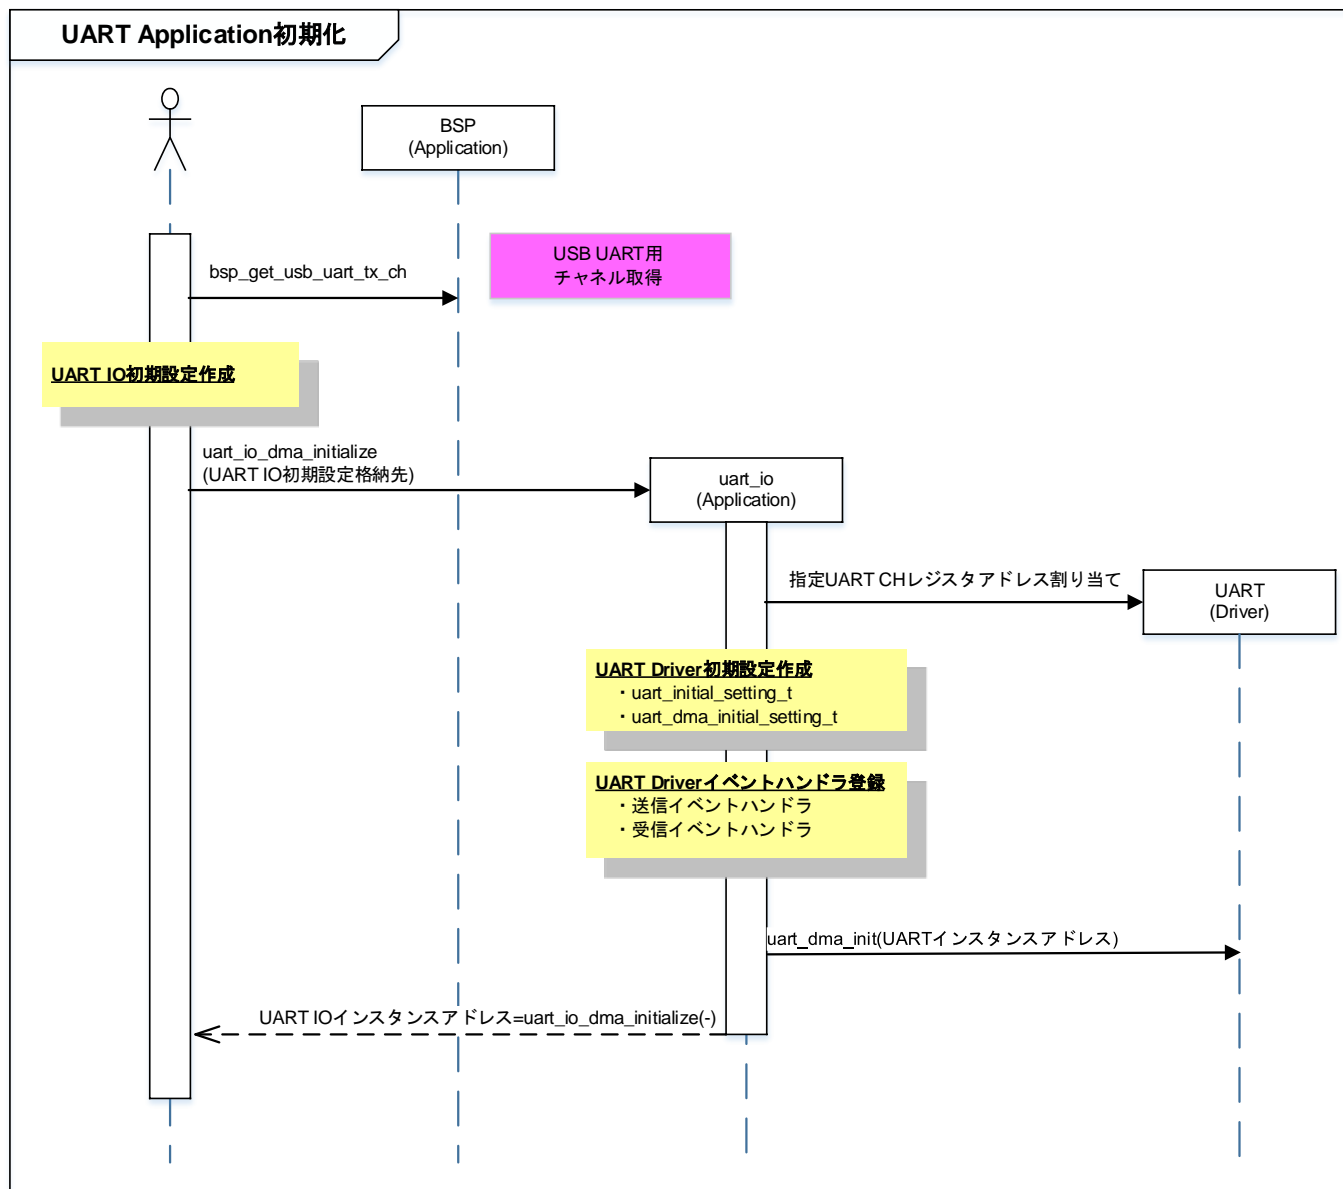 UART Application初期化
BSP
(Application)
USB UART用
チャネル取得
bsp_get_usb_uart_tx_ch
UART IO初期設定作成
uart_io_dma_initialize
(UART IO初期設定格納先)
uart_io
(Application)
指定UART CHレジスタアドレス割り当て
UART
(Driver)
UART Driver初期設定作成
・uart_initial_setting_t
・uart_dma_initial_setting_t
UART Driverイベントハンドラ登録
・送信イベントハンドラ
・受信イベントハンドラ
uart_dma_init(UARTインスタンスアドレス)
UART IOインスタンスアドレス=uart_io_dma_initialize(-)